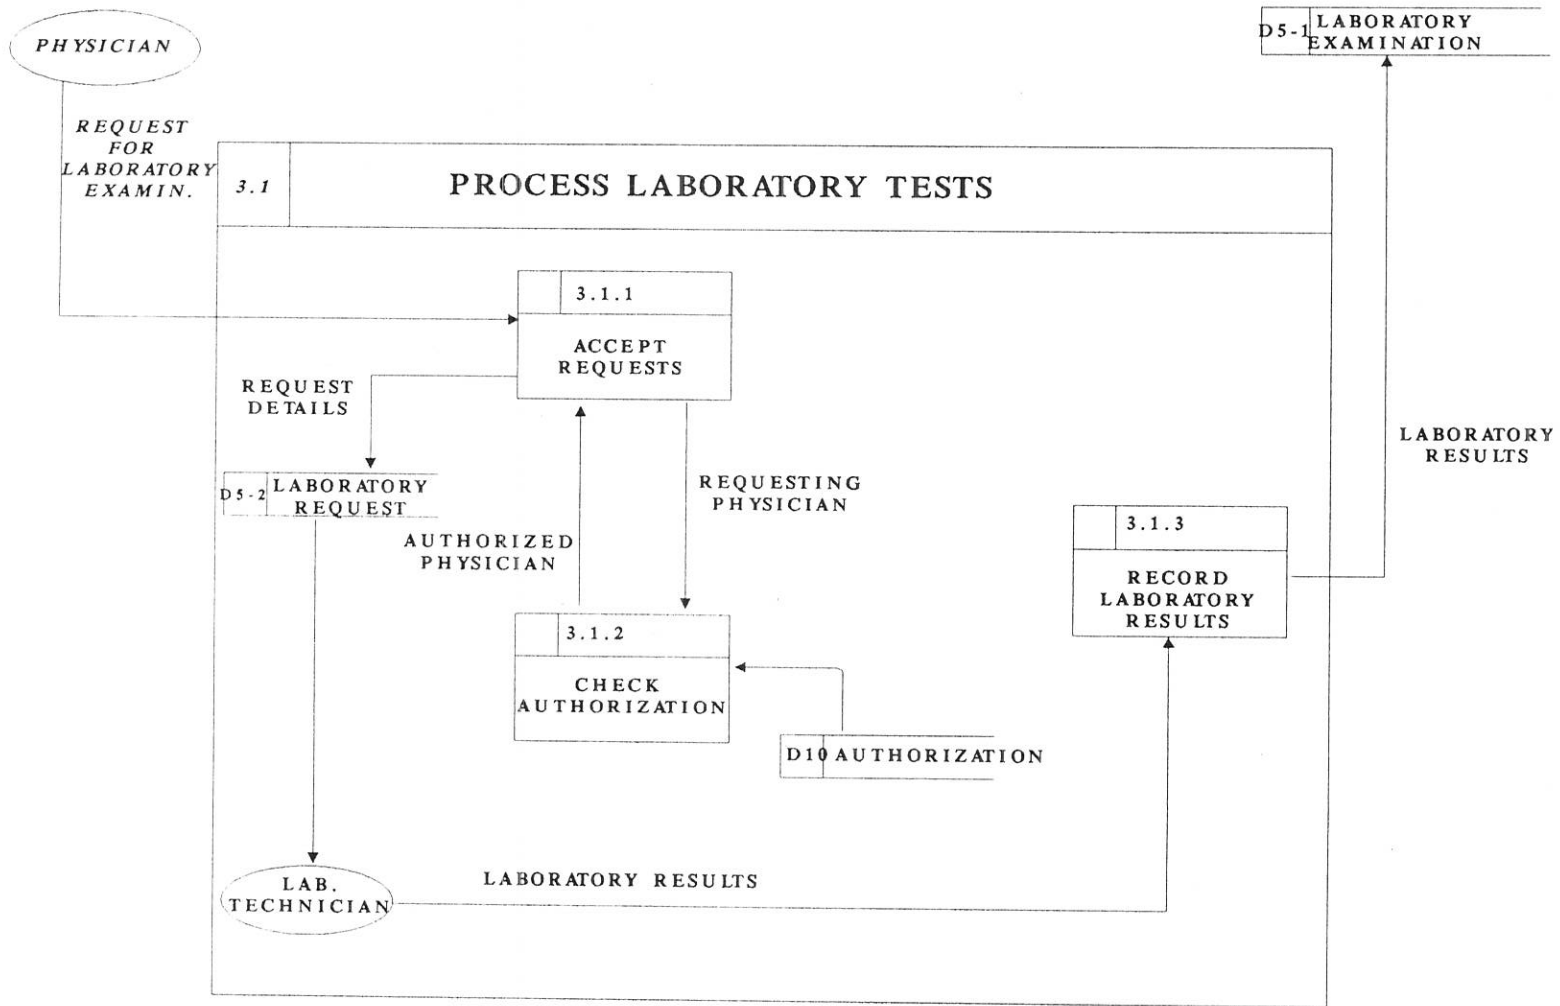 PHYSICIAN
D5-1
LABORATORY
EXAMINATION
REQUEST
FOR
LABORATORY
EXAMIN.
3.1
PROCESS LABORATORY TESTS
3.1.1
ACCEPT
REQUESTS
REQUEST
DETAILS
D5-2
LABORATORY
REQUEST
AUTHORIZED
PHYSICIAN
REQUESTING
PHYSICIAN
LABORATORY
RESULTS
3.1.3
RECORD
LABORATORY
RESULTS
3.1.2
CHECK
AUTHORIZATION
D10 AUTHORIZATION
LAB.
TECHNICIAN
LABORATORY RESULTS